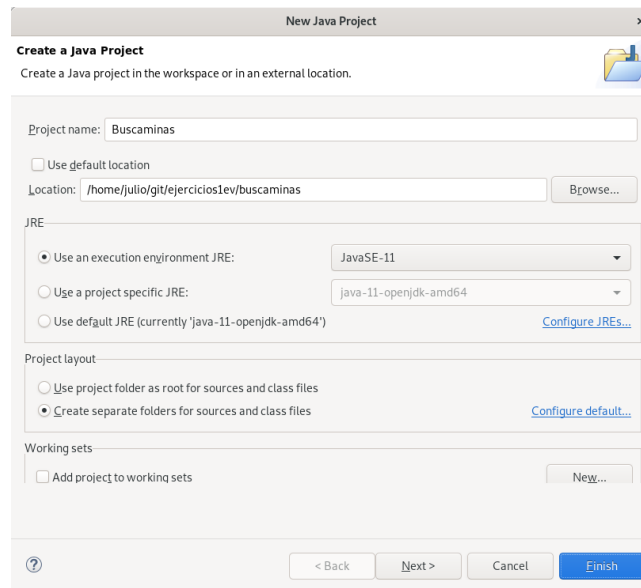 New Java Project
Create a Java Project
Create a Java project in the workspace or in an external location.
Project name: Buscaminas
Use default location
Location: /home/julio/git/ejercicios1ev/buscaminas Browse...
JRE
Use an execution environment JRE: JavaSE-11
Use a project specific JRE: java-11-openjdk-amd64
Use default JRE (currently 'java-11-openjdk-amd64') Configure JREs...
Project layout
Use project folder as root for sources and class files
Create separate folders for sources and class files Configure default...
Working sets
Add project to working sets New...
? < Back Next > Cancel Finish